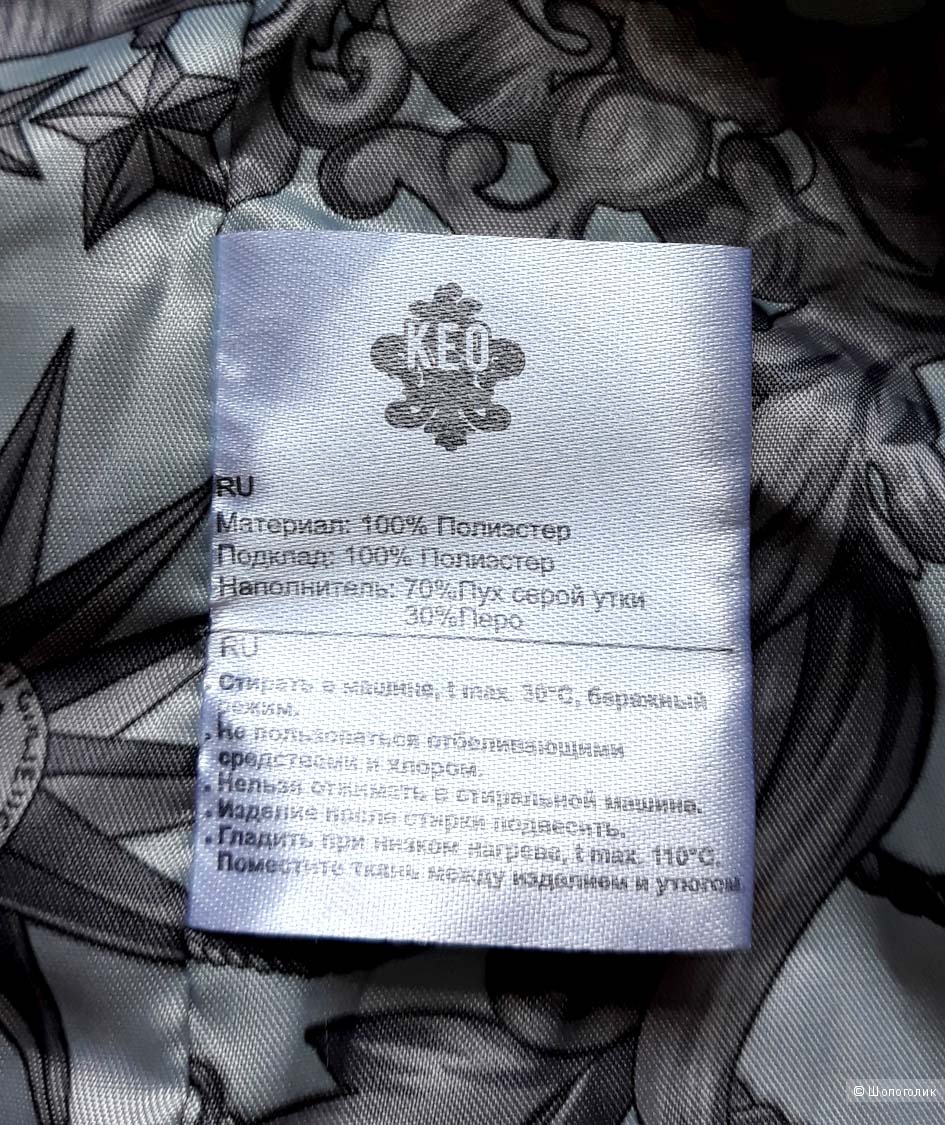 KEQ
RU
Материал: 100% Полиэстер
Подклад: 100% Полиэстер
Наполнитель: 70%Пух серой утки
30%Перо
RU
. Стирать в машине, t max. 30°С, бережный
режим.
. Не пользоваться отбеливающими
средствами и хлором.
. Нельзя отжимать в стиральной машине.
. Изделие после стирки подвесить.
. Гладить при низком нагреве, t max. 110°С.
Поместите ткань между изделием и утюгом
© Шопоголик